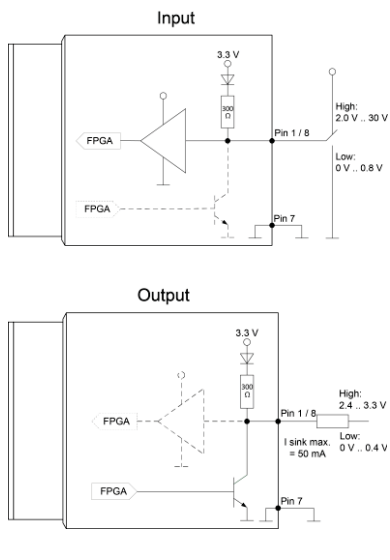 Input
3.3 V
300
Ω
High:
2.0 V .. 30 V
FPGA
Pin 1 / 8
Low:
0 V .. 0.8 V
FPGA
Pin 7
Output
3.3 V
300
Ω
High:
2.4 .. 3.3 V
FPGA
Pin 1 / 8
I sink max.
= 50 mA
Low:
0 V .. 0.4 V
FPGA
Pin 7